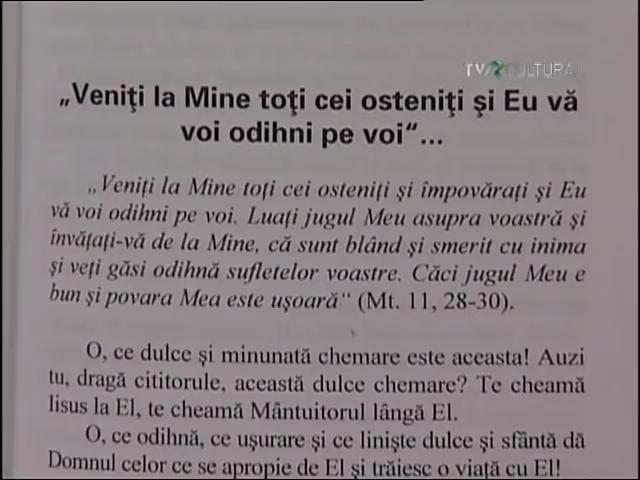 TVR CULTURAL
„Veniţi la Mine toţi cei osteniţi şi Eu vă
voi odihni pe voi“...
„Veniţi la Mine toţi cei osteniţi şi împovăraţi şi Eu
vă voi odihni pe voi. Luaţi jugul Meu asupra voastră şi
învăţaţi-vă de la Mine, că sunt blând şi smerit cu inima
şi veţi găsi odihnă sufletelor voastre. Căci jugul Meu e
bun şi povara Mea este uşoară“ (Mt. 11, 28-30).
O, ce dulce şi minunată chemare este aceasta! Auzi
tu, dragă cititorule, această dulce chemare? Te cheamă
Iisus la El, te cheamă Mântuitorul lângă El.
O, ce odihnă, ce uşurare şi ce linişte dulce şi sfântă dă
Domnul celor ce se apropie de El şi trăiesc o viaţă cu El!